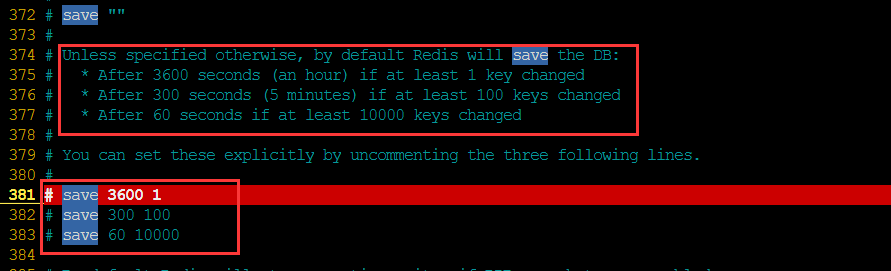 372 # save ""
373 #
374 # Unless specified otherwise, by default Redis will save the DB:
375 #   * After 3600 seconds (an hour) if at least 1 key changed
376 #   * After 300 seconds (5 minutes) if at least 100 keys changed
377 #   * After 60 seconds if at least 10000 keys changed
378 #
379 # You can set these explicitly by uncommenting the three following lines.
380 #
381 # save 3600 1
382 # save 300 100
383 # save 60 10000
384